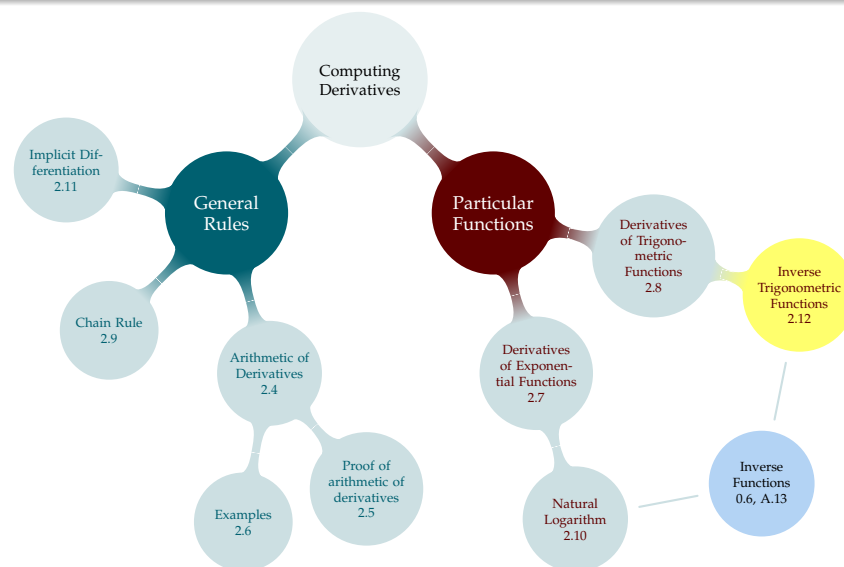 Computing
Derivatives
Implicit Dif-
ferentiation
2.11
General
Rules
Particular
Functions
Derivatives
of Trigono-
metric
Functions
2.8
Inverse
Trigonometric
Functions
2.12
Chain Rule
2.9
Arithmetic of
Derivatives
2.4
Derivatives
of Exponen-
tial Functions
2.7
Proof of
arithmetic of
derivatives
2.5
Examples
2.6
Natural
Logarithm
2.10
Inverse
Functions
0.6, A.13